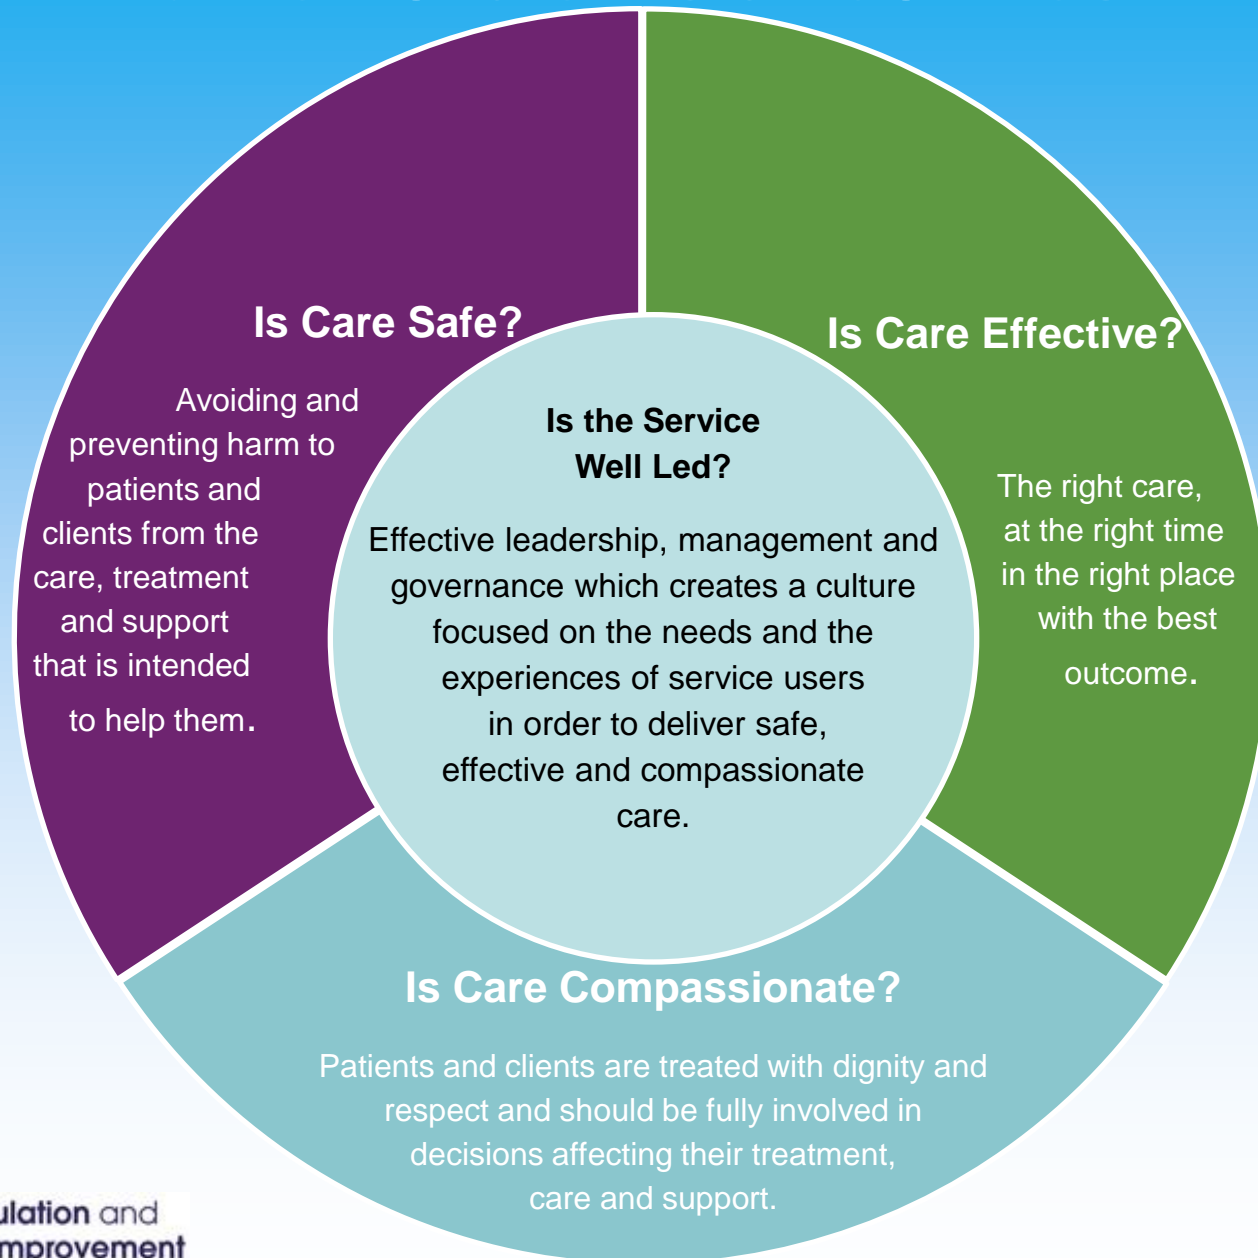 Is Care Safe?
Avoiding and
preventing harm to
patients and
clients from the
care, treatment
and support
that is intended
to help them.
Is the Service
Well Led?
Effective leadership, management and
governance which creates a culture
focused on the needs and the
experiences of service users
in order to deliver safe,
effective and compassionate
care.
Is Care Effective?
The right care,
at the right time
in the right place
with the best
outcome.
Is Care Compassionate?
Patients and clients are treated with dignity and
respect and should be fully involved in
decisions affecting their treatment,
care and support.
and